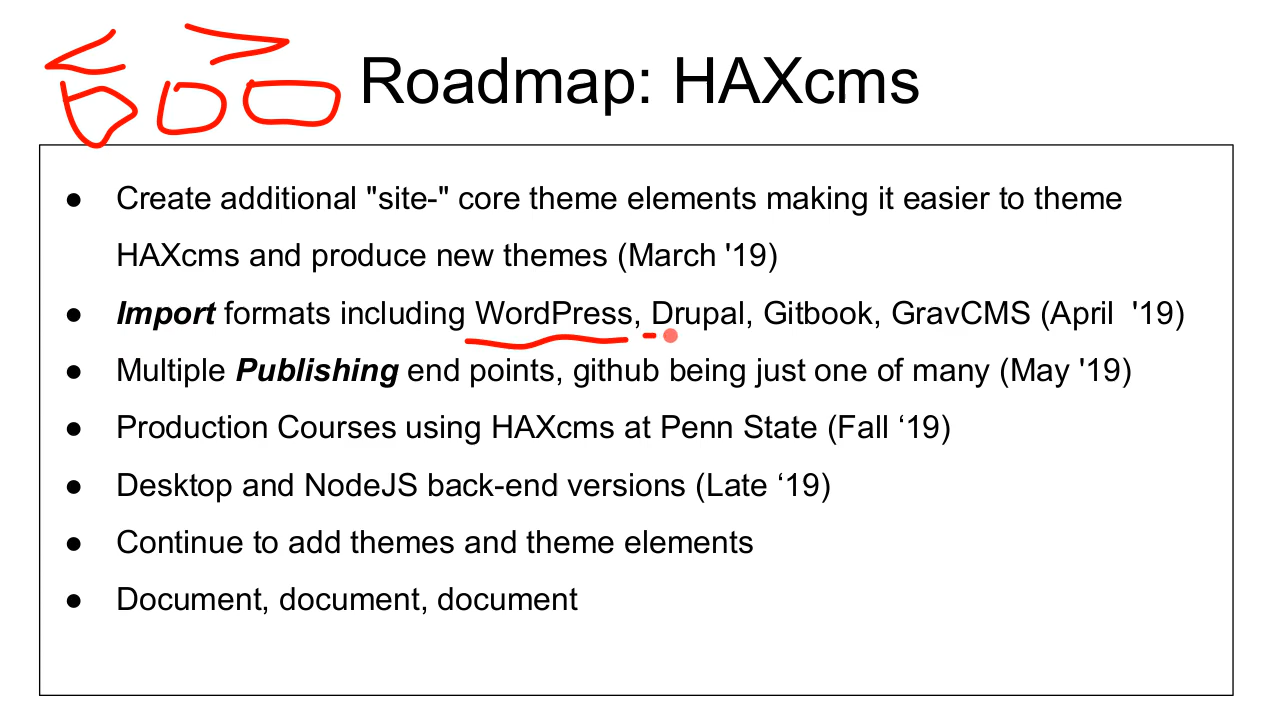 Roadmap: HAXcms
● Create additional "site-" core theme elements making it easier to theme
HAXcms and produce new themes (March '19)
● Import formats including WordPress, Drupal, Gitbook, GravCMS (April  '19)
● Multiple Publishing end points, github being just one of many (May '19)
● Production Courses using HAXcms at Penn State (Fall ‘19)
● Desktop and NodeJS back-end versions (Late ‘19)
● Continue to add themes and theme elements
● Document, document, document